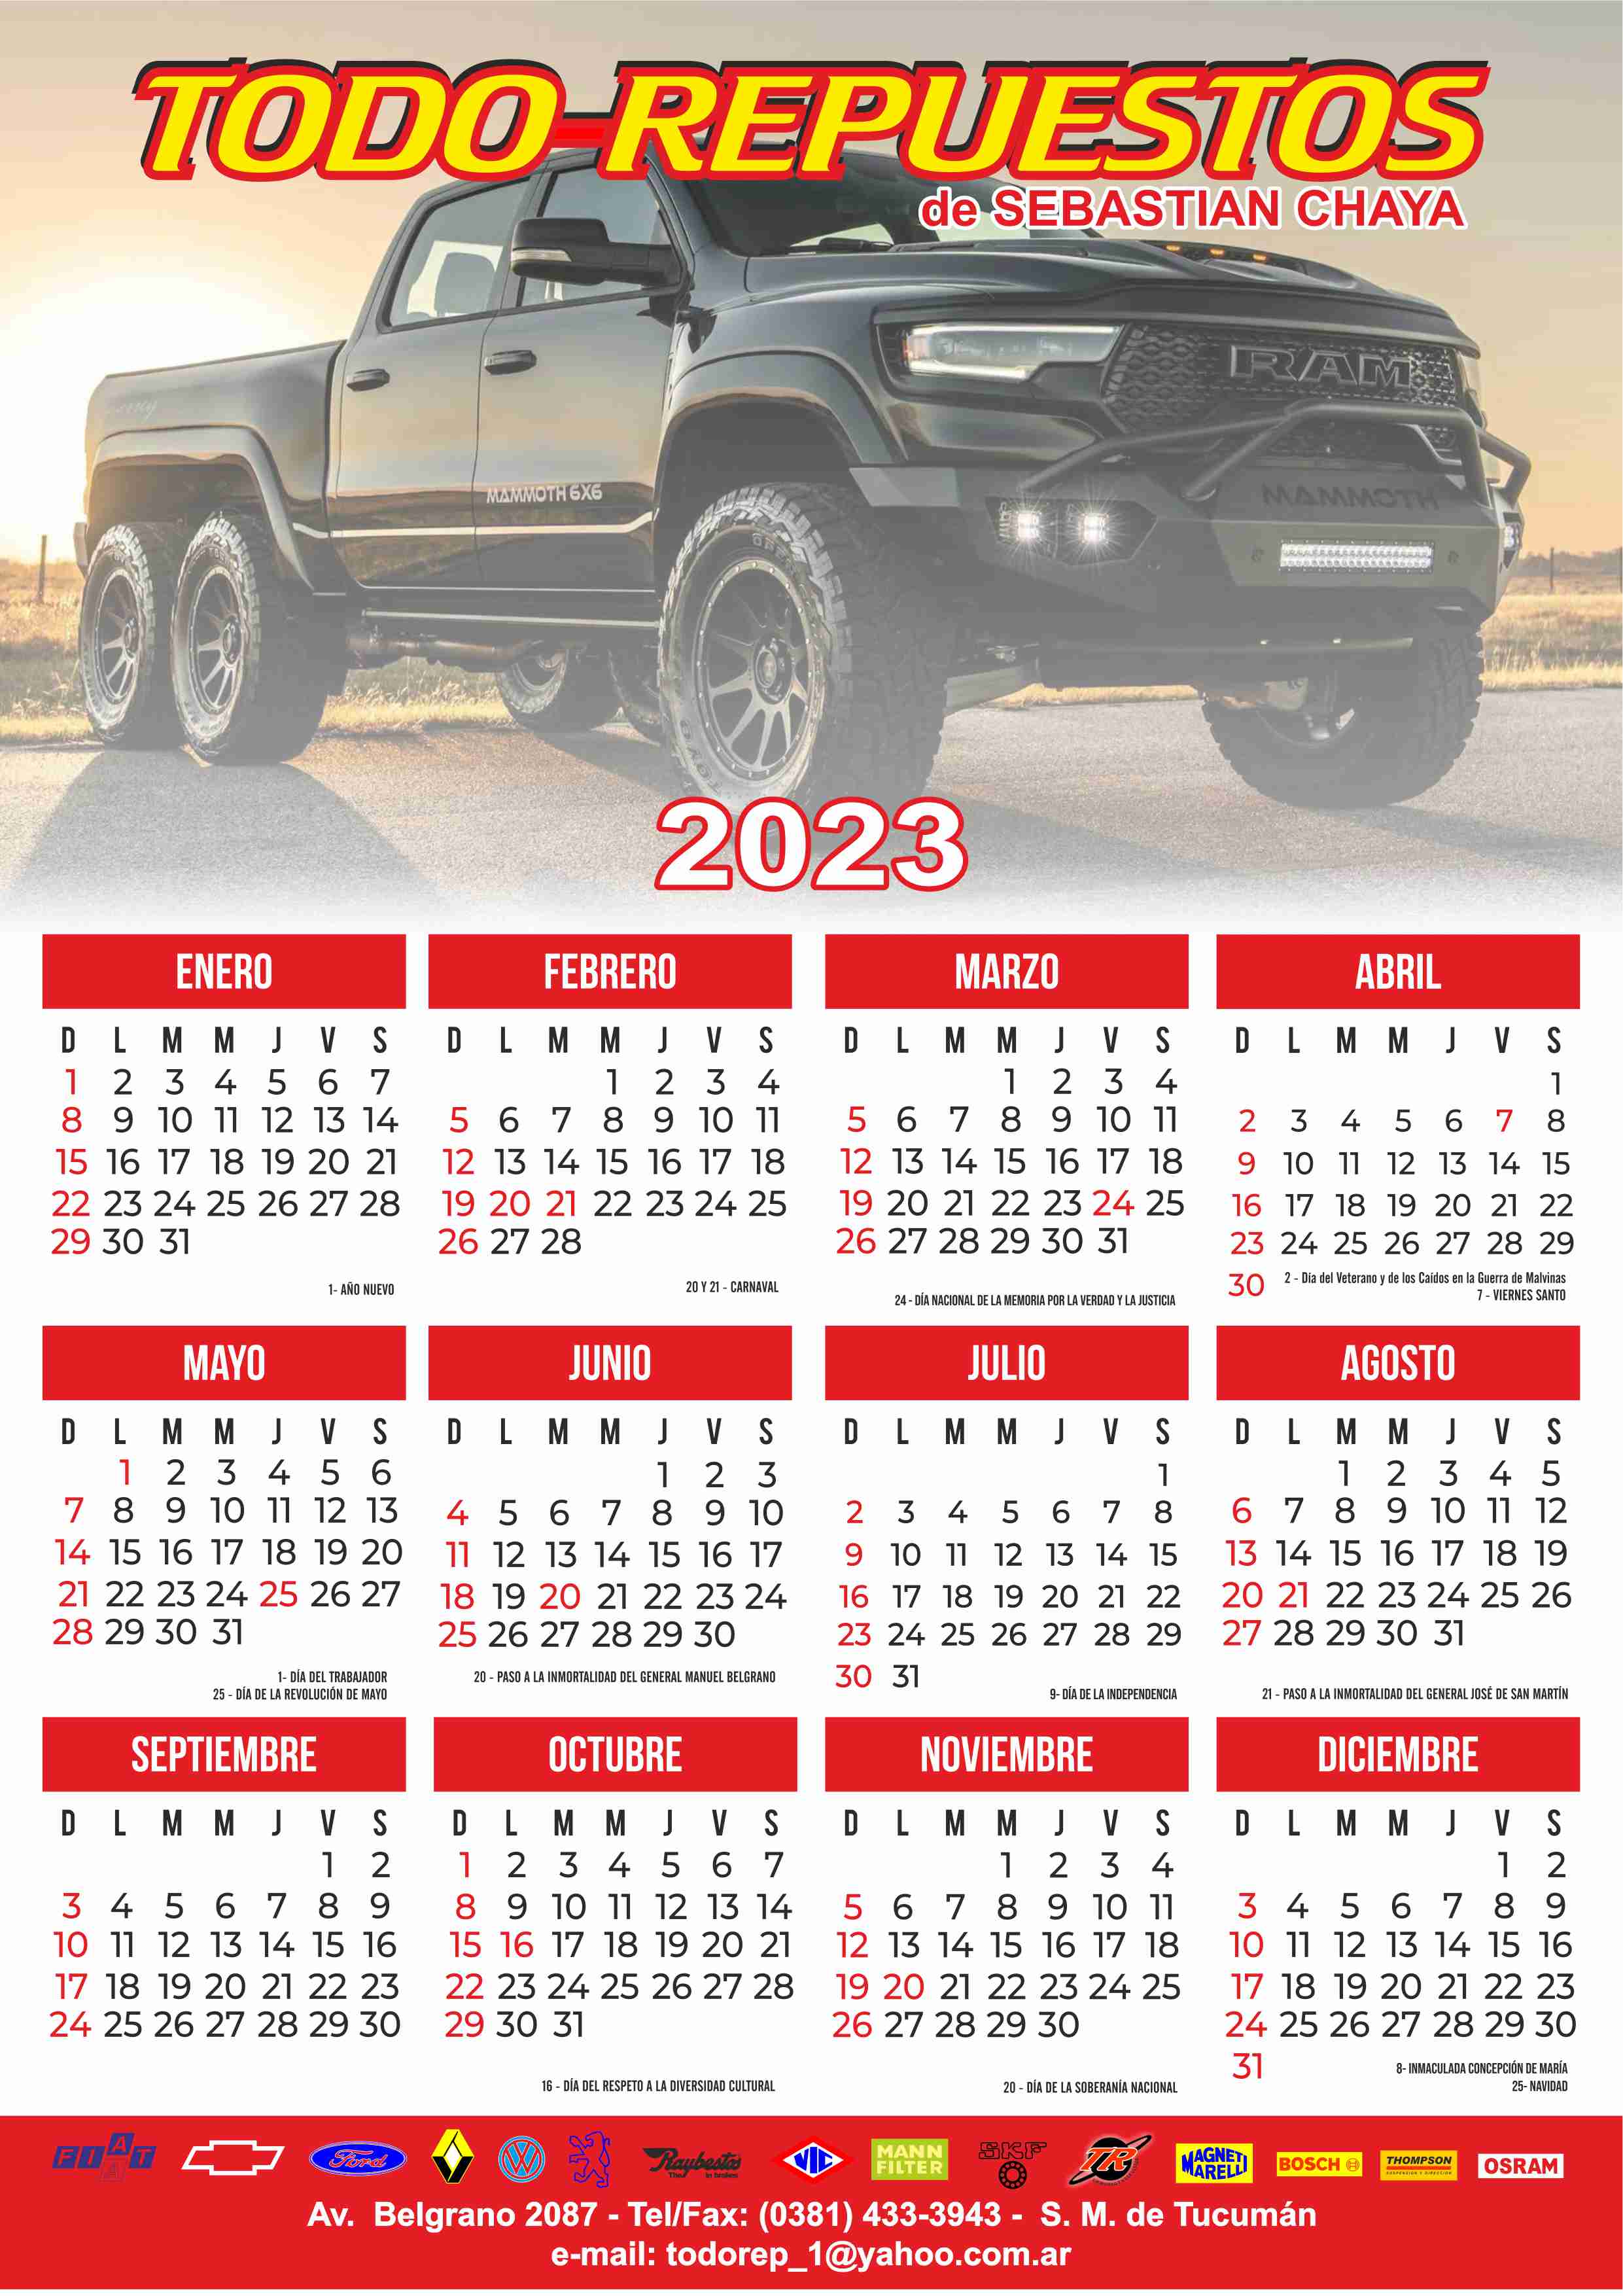 TODO-REPUESTOS
de SEBASTIAN CHAYA
RAM
MAMMOTH 6X6
MAMMOTH
2023
ENERO
D L M M J V S
1 2 3 4 5 6 7
8 9 10 11 12 13 14
15 16 17 18 19 20 21
22 23 24 25 26 27 28
29 30 31
1- AÑO NUEVO
FEBRERO
D L M M J V S
1 2 3 4
5 6 7 8 9 10 11
12 13 14 15 16 17 18
19 20 21 22 23 24 25
26 27 28
20 Y 21 - CARNAVAL
MARZO
D L M M J V S
1 2 3 4
5 6 7 8 9 10 11
12 13 14 15 16 17 18
19 20 21 22 23 24 25
26 27 28 29 30 31
24 - DÍA NACIONAL DE LA MEMORIA POR LA VERDAD Y LA JUSTICIA
ABRIL
D L M M J V S
1
2 3 4 5 6 7 8
9 10 11 12 13 14 15
16 17 18 19 20 21 22
23 24 25 26 27 28 29
30
2 - Día del Veterano y de los Caídos en la Guerra de Malvinas
7 - VIERNES SANTO
MAYO
D L M M J V S
1 2 3 4 5 6
7 8 9 10 11 12 13
14 15 16 17 18 19 20
21 22 23 24 25 26 27
28 29 30 31
1- DÍA DEL TRABAJADOR
25 - DÍA DE LA REVOLUCIÓN DE MAYO
JUNIO
D L M M J V S
1 2 3
4 5 6 7 8 9 10
11 12 13 14 15 16 17
18 19 20 21 22 23 24
25 26 27 28 29 30
20 - PASO A LA INMORTALIDAD DEL GENERAL MANUEL BELGRANO
JULIO
D L M M J V S
1
2 3 4 5 6 7 8
9 10 11 12 13 14 15
16 17 18 19 20 21 22
23 24 25 26 27 28 29
30 31
9- DÍA DE LA INDEPENDENCIA
AGOSTO
D L M M J V S
1 2 3 4 5
6 7 8 9 10 11 12
13 14 15 16 17 18 19
20 21 22 23 24 25 26
27 28 29 30 31
21 - PASO A LA INMORTALIDAD DEL GENERAL JOSÉ DE SAN MARTÍN
SEPTIEMBRE
D L M M J V S
1 2
3 4 5 6 7 8 9
10 11 12 13 14 15 16
17 18 19 20 21 22 23
24 25 26 27 28 29 30
OCTUBRE
D L M M J V S
1 2 3 4 5 6 7
8 9 10 11 12 13 14
15 16 17 18 19 20 21
22 23 24 25 26 27 28
29 30 31
16 - DÍA DEL RESPETO A LA DIVERSIDAD CULTURAL
NOVIEMBRE
D L M M J V S
1 2 3 4
5 6 7 8 9 10 11
12 13 14 15 16 17 18
19 20 21 22 23 24 25
26 27 28 29 30
20 - DÍA DE LA SOBERANÍA NACIONAL
DICIEMBRE
D L M M J V S
1 2
3 4 5 6 7 8 9
10 11 12 13 14 15 16
17 18 19 20 21 22 23
24 25 26 27 28 29 30
31
8- INMACULADA CONCEPCIÓN DE MARÍA
25- NAVIDAD
FIAT Ford VW Raybestos VIC MANN FILTER SKF TR MAGNETI MARELLI BOSCH THOMPSON OSRAM
Av. Belgrano 2087 - Tel/Fax: (0381) 433-3943 - S. M. de Tucumán
e-mail: todorep_1@yahoo.com.ar